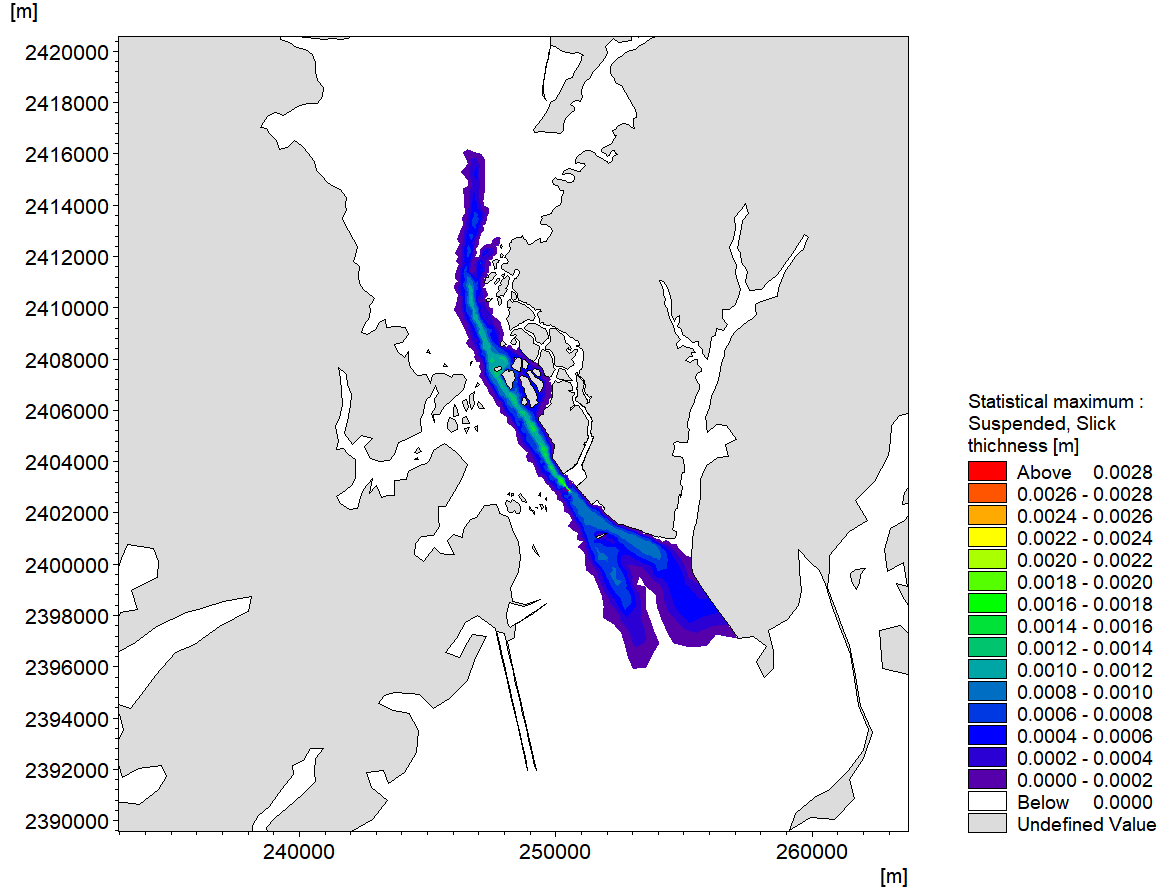 [m]
2420000
2418000
2416000
2414000
2412000
2410000
2408000
2406000
2404000
2402000
2400000
2398000
2396000
2394000
2392000
2390000
240000
250000
260000
[m]
Statistical maximum :
Suspended, Slick
thichness [m]
Above 0.0028
0.0026 - 0.0028
0.0024 - 0.0026
0.0022 - 0.0024
0.0020 - 0.0022
0.0018 - 0.0020
0.0016 - 0.0018
0.0014 - 0.0016
0.0012 - 0.0014
0.0010 - 0.0012
0.0008 - 0.0010
0.0006 - 0.0008
0.0004 - 0.0006
0.0002 - 0.0004
0.0000 - 0.0002
Below 0.0000
Undefined Value